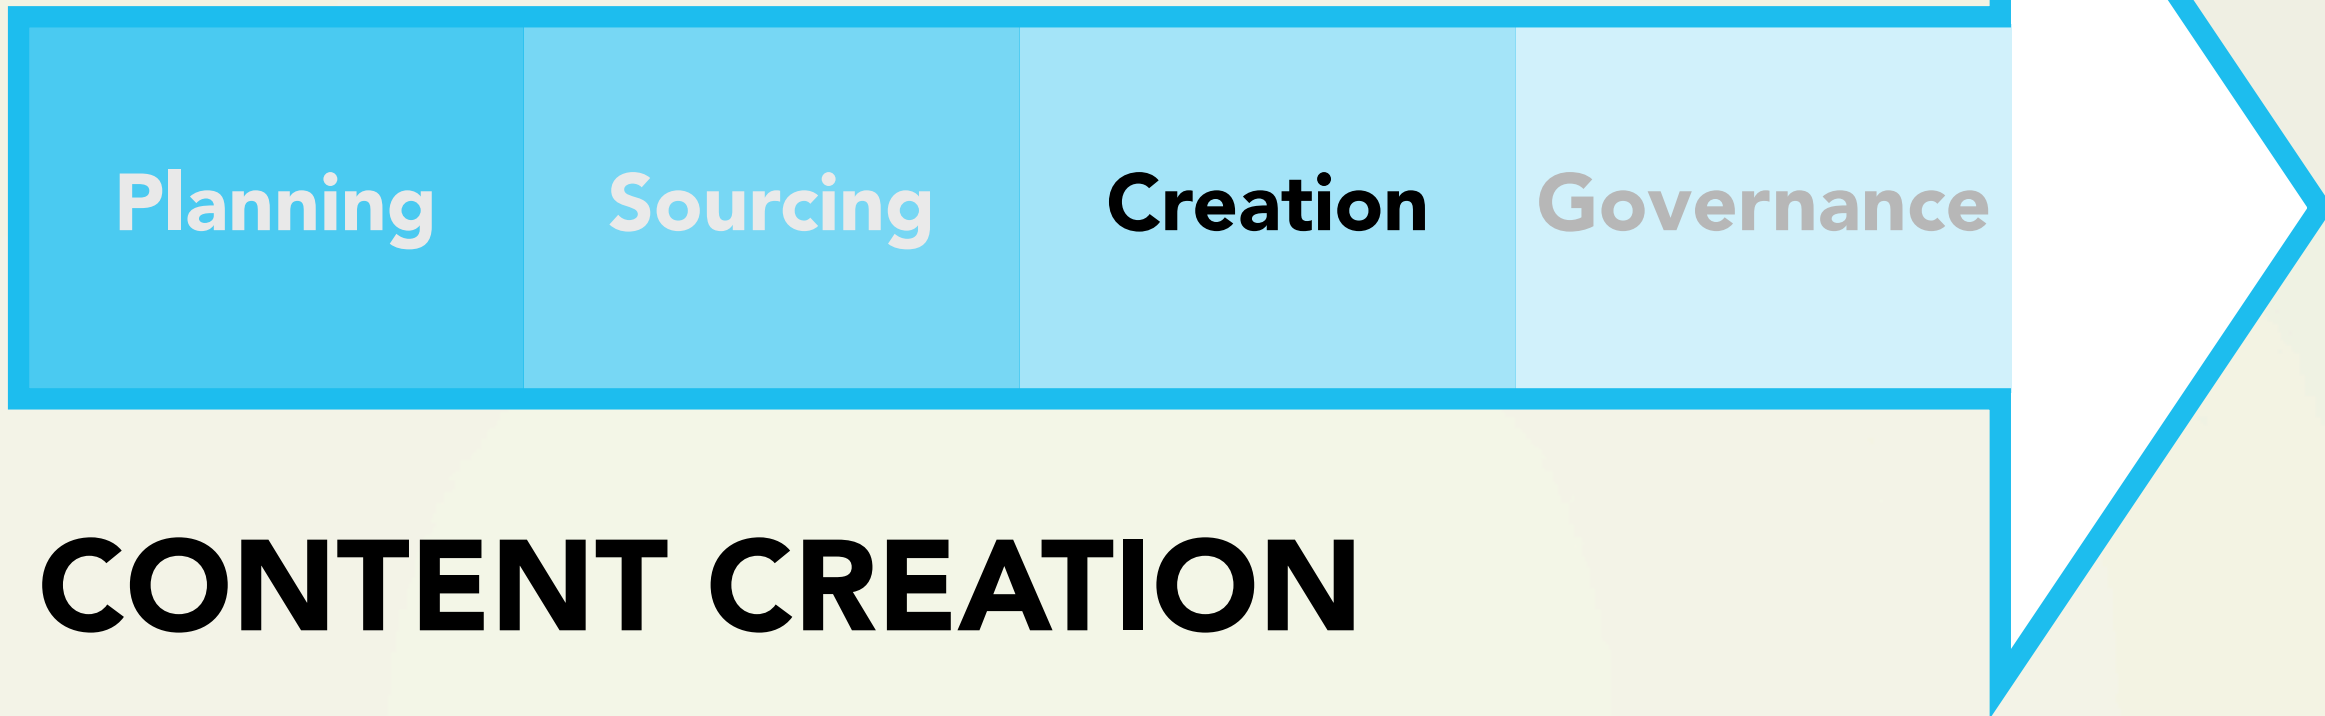 Planning Sourcing Creation Governance
CONTENT CREATION